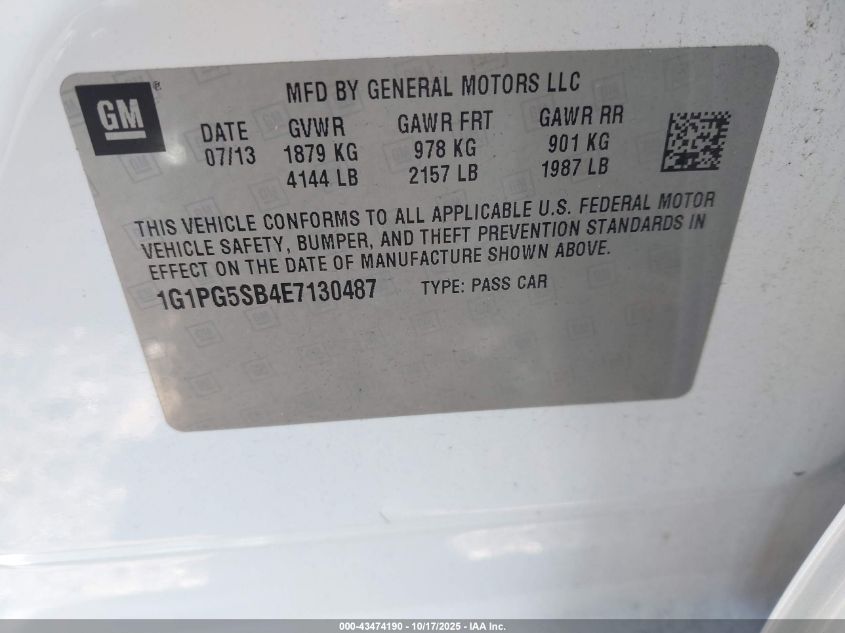 GM
MFD BY GENERAL MOTORS LLC
DATE GVWR GAWR FRT GAWR RR
07/13 1879 KG 978 KG 901 KG
4144 LB 2157 LB 1987 LB
THIS VEHICLE CONFORMS TO ALL APPLICABLE U.S. FEDERAL MOTOR
VEHICLE SAFETY, BUMPER, AND THEFT PREVENTION STANDARDS IN
EFFECT ON THE DATE OF MANUFACTURE SHOWN ABOVE.
1G1PG5SB4E7130487 TYPE: PASS CAR
000-43474190 - 10/17/2025 - IAA Inc.